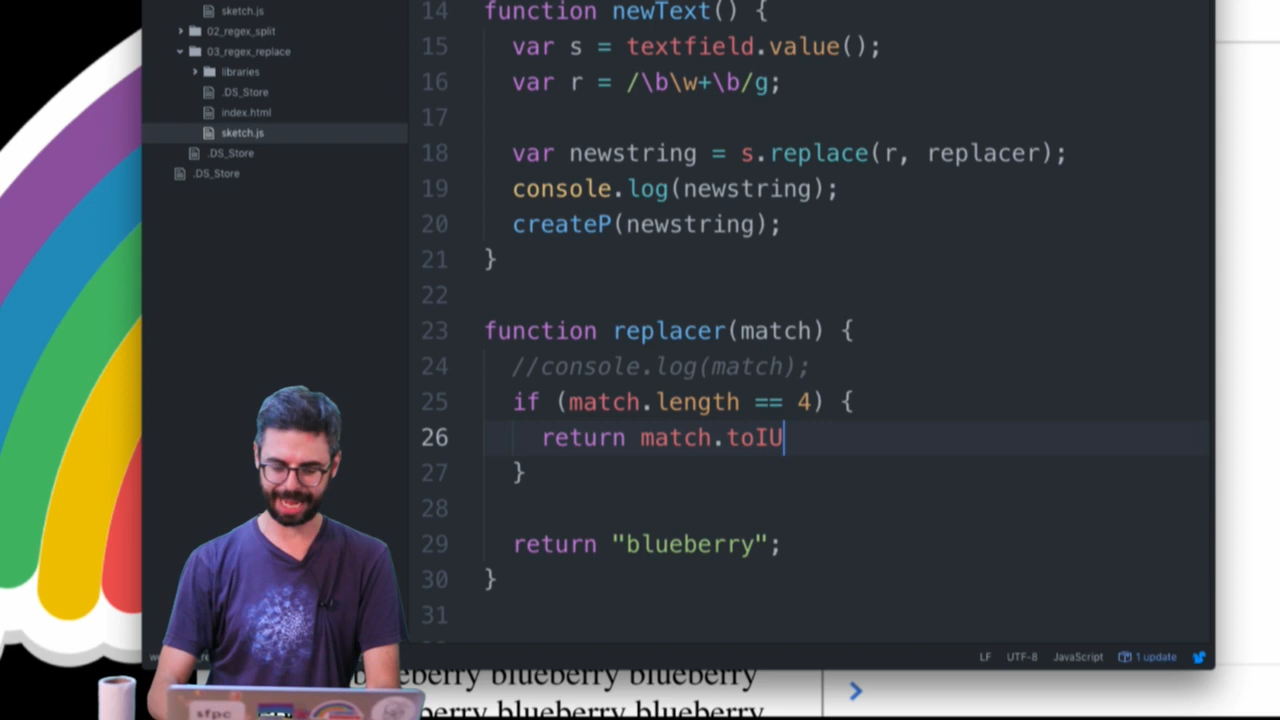 sketch.js
02_regex_split
03_regex_replace
libraries
.DS_Store
index.html
sketch.js
.DS_Store
.DS_Store
14 function newText() {
15 var s = textfield.value();
16 var r = /\b\w+\b/g;
17
18 var newstring = s.replace(r, replacer);
19 console.log(newstring);
20 createP(newstring);
21 }
22
23 function replacer(match) {
24 //console.log(match);
25 if (match.length == 4) {
26 return match.toIU
27 }
28
29 return "blueberry";
30 }
31
LF UTF-8 JavaScript 1 update
blueberry blueberry
blueberry blueberry
sfpc